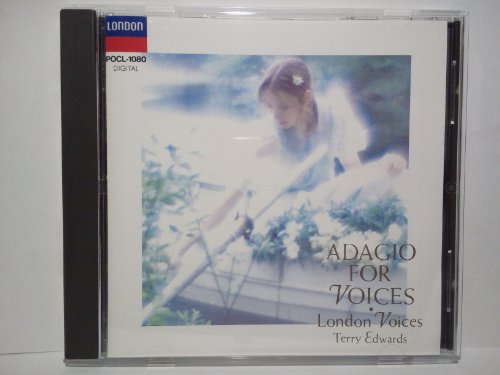 LONDON
POCL-1080
DIGITAL
ADAGIO
FOR
VOICES
London Voices
Terry Edwards